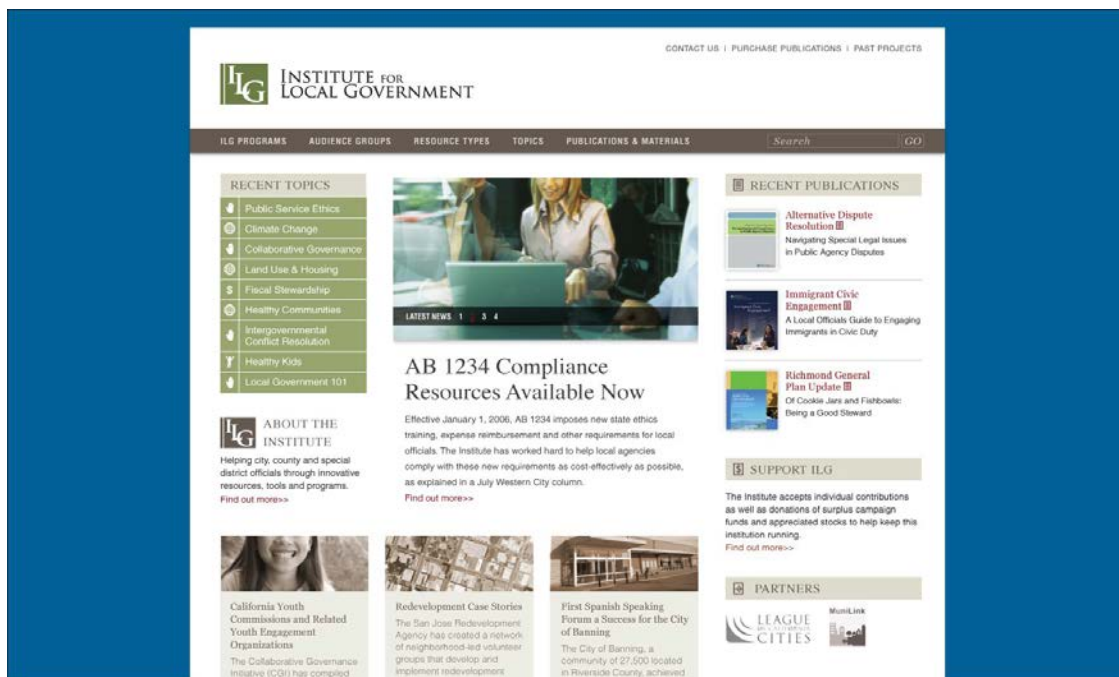 CONTACT US | PURCHASE PUBLICATIONS | PAST PROJECTS
ILG
INSTITUTE FOR
LOCAL GOVERNMENT
ILG PROGRAMS AUDIENCE GROUPS RESOURCE TYPES TOPICS PUBLICATIONS & MATERIALS Search GO
RECENT TOPICS
Public Service Ethics
Climate Change
Collaborative Governance
Land Use & Housing
$ Fiscal Stewardship
Healthy Communities
Intergovernmental
Conflict Resolution
Healthy Kids
Local Government 101
ILG
ABOUT THE
INSTITUTE
Helping city, county and special
district officials through innovative
resources, tools and programs.
Find out more>>
LATEST NEWS 1 2 3 4
AB 1234 Compliance
Resources Available Now
Effective January 1, 2006, AB 1234 imposes new state ethics
training, expense reimbursement and other requirements for local
officials. The Institute has worked hard to help local agencies
comply with these new requirements as cost-effectively as possible,
as explained in a July Western City column.
Find out more>>
California Youth
Commissions and Related
Youth Engagement
Organizations
The Collaborative Governance
Initiative (CGI) has compiled
Redevelopment Case Stories
The San Jose Redevelopment
Agency has created a network
of neighborhood-led volunteer
groups that develop and
implement redevelopment
First Spanish Speaking
Forum a Success for the City
of Banning
The City of Banning, a
community of 27,500 located
in Riverside County, achieved
RECENT PUBLICATIONS
Alternative Dispute
Resolution
Navigating Special Legal Issues
in Public Agency Disputes
Immigrant Civic
Engagement
A Local Officials Guide to Engaging
Immigrants in Civic Duty
Richmond General
Plan Update
Of Cookie Jars and Fishbowls:
Being a Good Steward
$ SUPPORT ILG
The Institute accepts individual contributions
as well as donations of surplus campaign
funds and appreciated stocks to help keep this
institution running.
Find out more>>
PARTNERS
LEAGUE
CITIES
MuniLink